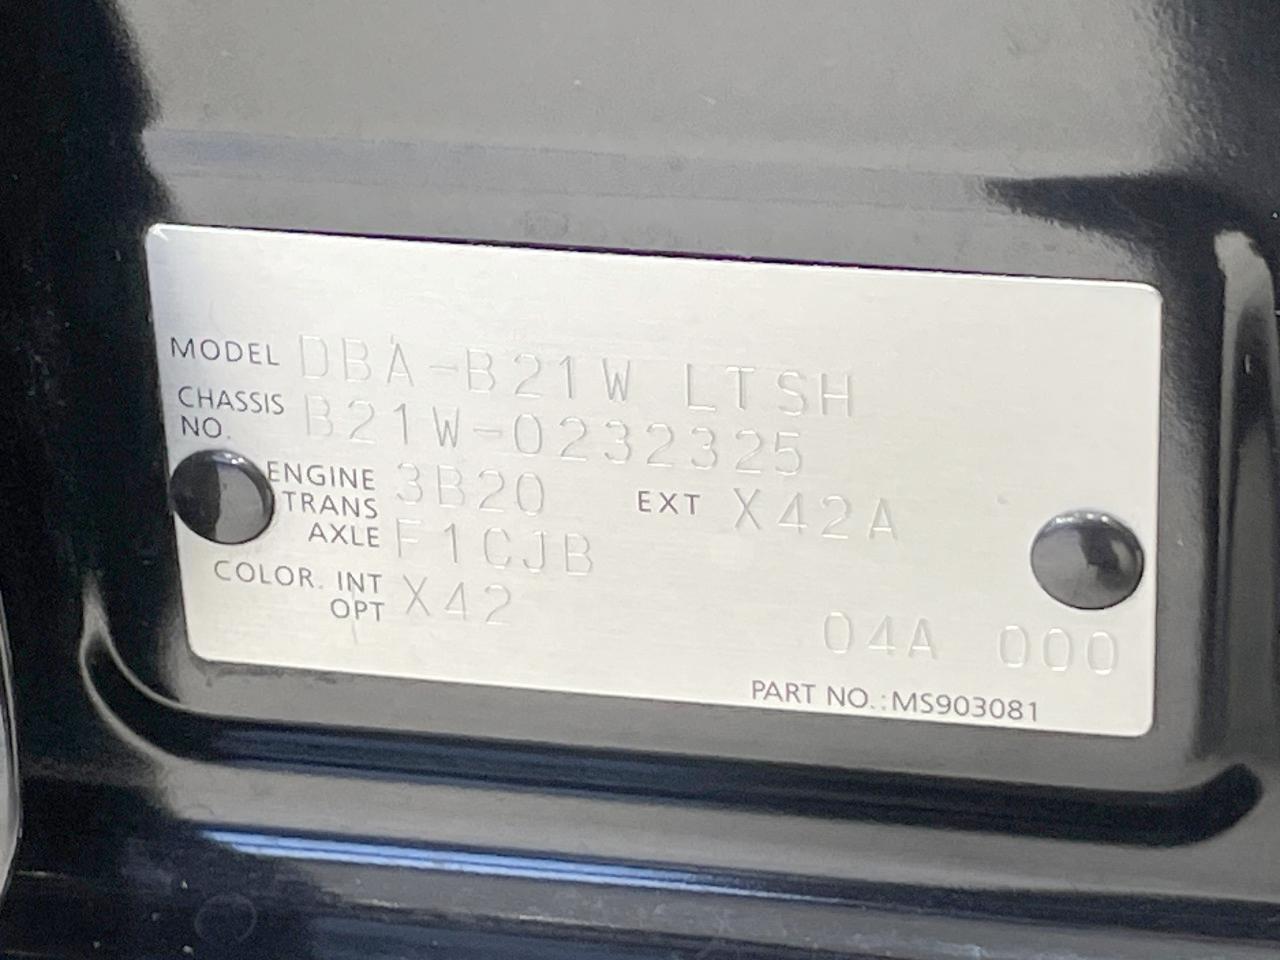 MODEL DBA-B21W LTSH
CHASSIS NO. B21W-0232325
ENGINE 3B20 EXT X42A
TRANS AXLE F1CJB
COLOR. INT X42
OPT
04A 000
PART NO.:MS903081